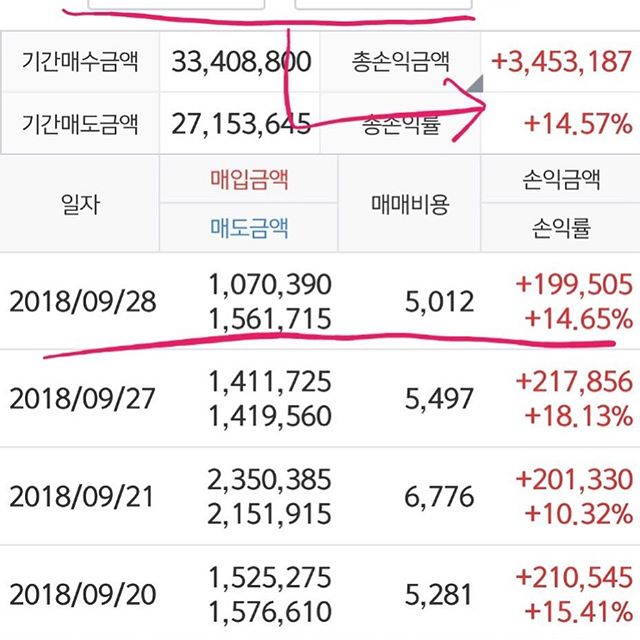 기간매수금액 33,408,800 총손익금액 +3,453,187
기간매도금액 27,153,645 총손익률 +14.57%
일자 매입금액 매매비용 손익금액
매도금액 손익률
2018/09/28 1,070,390 5,012 +199,505
1,561,715 +14.65%
2018/09/27 1,411,725 5,497 +217,856
1,419,560 +18.13%
2018/09/21 2,350,385 6,776 +201,330
2,151,915 +10.32%
2018/09/20 1,525,275 5,281 +210,545
1,576,610 +15.41%